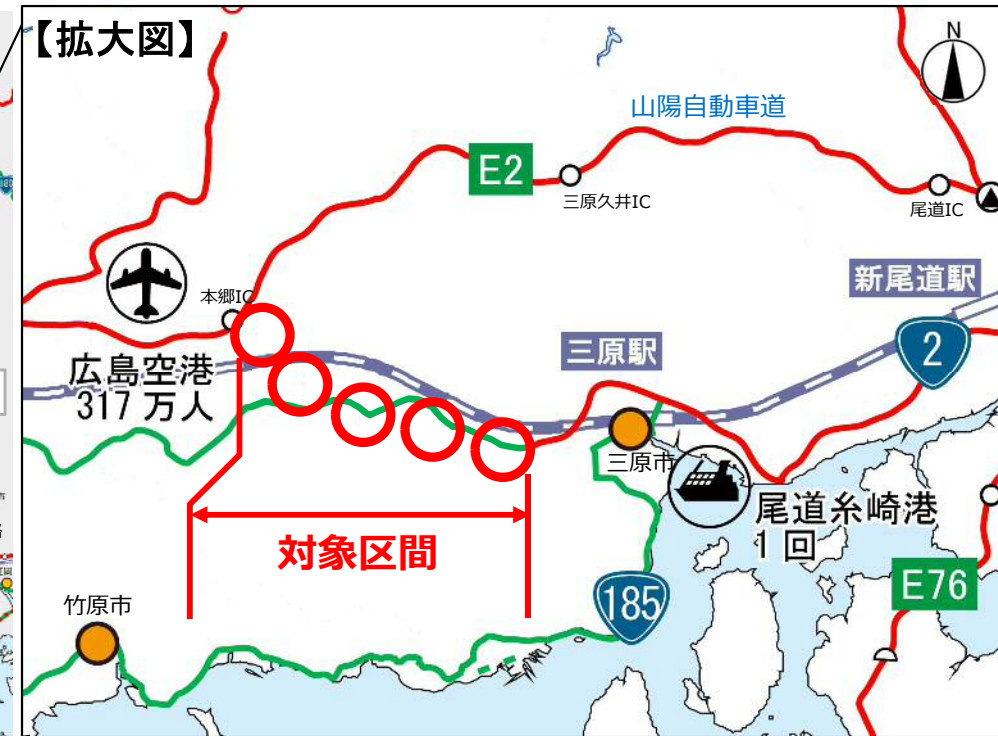 【拡大図】
N
山陽自動車道
E2
三原久井IC
尾道IC
新尾道駅
本郷IC
三原駅
2
広島空港
317万人
三原市
尾道糸崎港
1回
対象区間
E76
185
竹原市